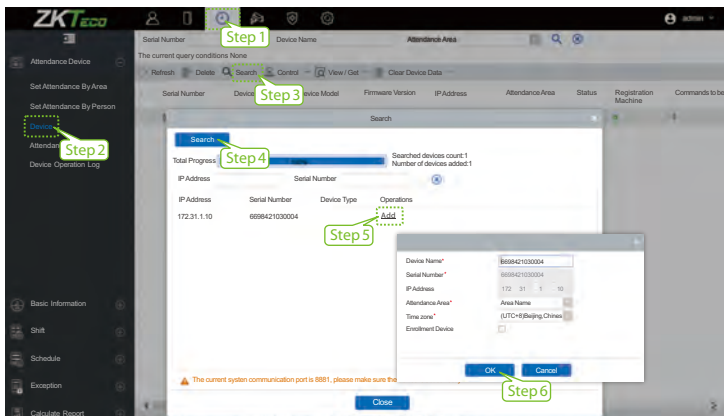 ZKTeco
admin
Step 1
Serial Number
Device Name
Attendance Area
The current query conditions None
Attendance Device
Refresh Delete Search Control View / Get Clear Device Data
Step 3
Set Attendance By Area
Set Attendance By Person
Device
Step 2
Device Operation Log
Serial Number Firmware Version IP Address Attendance Area Status Registration Machine
Search
Search
Step 4
Total Progress
Searched devices count:1
Number of devices added:1
IP Address Serial Number
IP Address Serial Number Device Type Operations
172.31.1.10 6698421030004 Add
Step 5
Device Name* 6698421030004
Serial Number* 6698421030004
IP Address 172 31 1 10
Attendance Area* Area Name
Time zone* (UTC+8)Beijing,Chines
Enrollment Device
OK Cancel
Step 6
The current systen communication port is 8881, please make sure the
Close
Basic Information
Shift
Schedule
Exception
Calculate Report